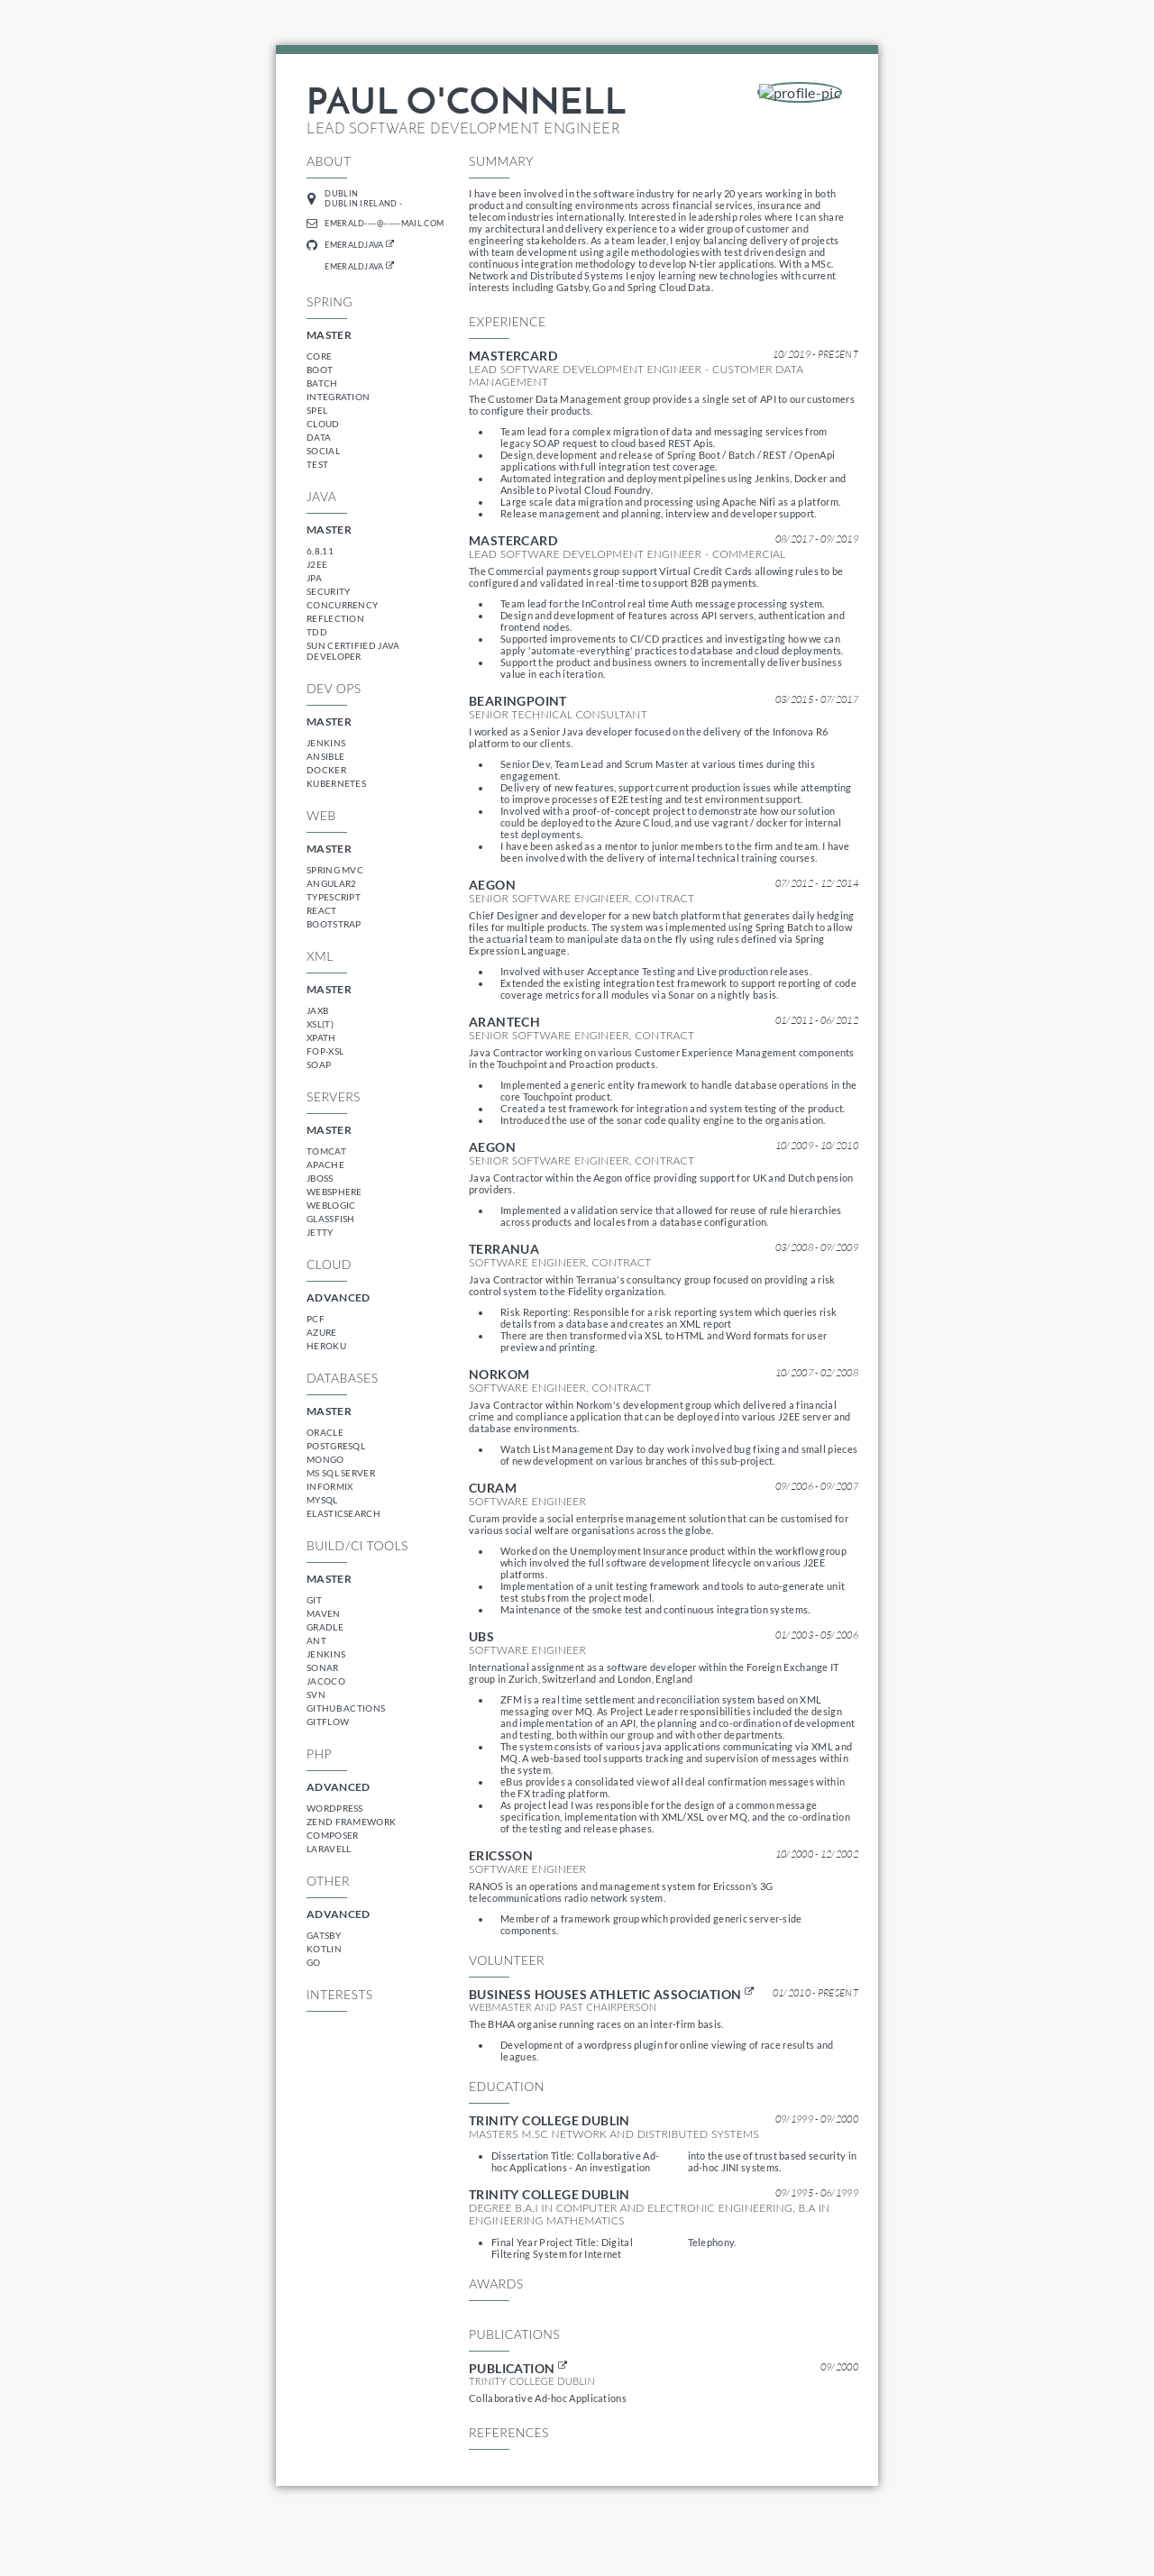 PAUL O'CONNELL
LEAD SOFTWARE DEVELOPMENT ENGINEER
profile-pic
ABOUT
DUBLIN
DUBLIN IRELAND -
EMERALD----@------MAIL.COM
EMERALDJAVA
EMERALDJAVA
SPRING
MASTER
CORE
BOOT
BATCH
INTEGRATION
SPEL
CLOUD
DATA
SOCIAL
TEST
JAVA
MASTER
6,8,11
J2EE
JPA
SECURITY
CONCURRENCY
REFLECTION
TDD
SUN CERTIFIED JAVA
DEVELOPER
DEV OPS
MASTER
JENKINS
ANSIBLE
DOCKER
KUBERNETES
WEB
MASTER
SPRING MVC
ANGULAR2
TYPESCRIPT
REACT
BOOTSTRAP
XML
MASTER
JAXB
XSL(T)
XPATH
FOP-XSL
SOAP
SERVERS
MASTER
TOMCAT
APACHE
JBOSS
WEBSPHERE
WEBLOGIC
GLASSFISH
JETTY
CLOUD
ADVANCED
PCF
AZURE
HEROKU
DATABASES
MASTER
ORACLE
POSTGRESQL
MONGO
MS SQL SERVER
INFORMIX
MYSQL
ELASTICSEARCH
BUILD/CI TOOLS
MASTER
GIT
MAVEN
GRADLE
ANT
JENKINS
SONAR
JACOCO
SVN
GITHUB ACTIONS
GITFLOW
PHP
ADVANCED
WORDPRESS
ZEND FRAMEWORK
COMPOSER
LARAVELL
OTHER
ADVANCED
GATSBY
KOTLIN
GO
INTERESTS
SUMMARY
I have been involved in the software industry for nearly 20 years working in both
product and consulting environments across financial services, insurance and
telecom industries internationally. Interested in leadership roles where I can share
my architectural and delivery experience to a wider group of customer and
engineering stakeholders. As a team leader, I enjoy balancing delivery of projects
with team development using agile methodologies with test driven design and
continuous integration methodology to develop N-tier applications. With a MSc.
Network and Distributed Systems I enjoy learning new technologies with current
interests including Gatsby, Go and Spring Cloud Data.
EXPERIENCE
MASTERCARD 10/2019 - PRESENT
LEAD SOFTWARE DEVELOPMENT ENGINEER - CUSTOMER DATA
MANAGEMENT
The Customer Data Management group provides a single set of API to our customers
to configure their products.
• Team lead for a complex migration of data and messaging services from
legacy SOAP request to cloud based REST Apis.
• Design, development and release of Spring Boot / Batch / REST / OpenApi
applications with full integration test coverage.
• Automated integration and deployment pipelines using Jenkins, Docker and
Ansible to Pivotal Cloud Foundry.
• Large scale data migration and processing using Apache Nifi as a platform.
• Release management and planning, interview and developer support.
MASTERCARD 08/2017 - 09/2019
LEAD SOFTWARE DEVELOPMENT ENGINEER - COMMERCIAL
The Commercial payments group support Virtual Credit Cards allowing rules to be
configured and validated in real-time to support B2B payments.
• Team lead for the InControl real time Auth message processing system.
• Design and development of features across API servers, authentication and
frontend nodes.
• Supported improvements to CI/CD practices and investigating how we can
apply 'automate-everything' practices to database and cloud deployments.
• Support the product and business owners to incrementally deliver business
value in each iteration.
BEARINGPOINT 03/2015 - 07/2017
SENIOR TECHNICAL CONSULTANT
I worked as a Senior Java developer focused on the delivery of the Infonova R6
platform to our clients.
• Senior Dev, Team Lead and Scrum Master at various times during this
engagement.
• Delivery of new features, support current production issues while attempting
to improve processes of E2E testing and test environment support.
• Involved with a proof-of-concept project to demonstrate how our solution
could be deployed to the Azure Cloud, and use vagrant / docker for internal
test deployments.
• I have been asked as a mentor to junior members to the firm and team. I have
been involved with the delivery of internal technical training courses.
AEGON 07/2012 - 12/2014
SENIOR SOFTWARE ENGINEER, CONTRACT
Chief Designer and developer for a new batch platform that generates daily hedging
files for multiple products. The system was implemented using Spring Batch to allow
the actuarial team to manipulate data on the fly using rules defined via Spring
Expression Language.
• Involved with user Acceptance Testing and Live production releases.
• Extended the existing integration test framework to support reporting of code
coverage metrics for all modules via Sonar on a nightly basis.
ARANTECH 01/2011 - 06/2012
SENIOR SOFTWARE ENGINEER, CONTRACT
Java Contractor working on various Customer Experience Management components
in the Touchpoint and Proaction products.
• Implemented a generic entity framework to handle database operations in the
core Touchpoint product.
• Created a test framework for integration and system testing of the product.
• Introduced the use of the sonar code quality engine to the organisation.
AEGON 10/2009 - 10/2010
SENIOR SOFTWARE ENGINEER, CONTRACT
Java Contractor within the Aegon office providing support for UK and Dutch pension
providers.
• Implemented a validation service that allowed for reuse of rule hierarchies
across products and locales from a database configuration.
TERRANUA 03/2008 - 09/2009
SOFTWARE ENGINEER, CONTRACT
Java Contractor within Terranua's consultancy group focused on providing a risk
control system to the Fidelity organization.
• Risk Reporting: Responsible for a risk reporting system which queries risk
details from a database and creates an XML report
• There are then transformed via XSL to HTML and Word formats for user
preview and printing.
NORKOM 10/2007 - 02/2008
SOFTWARE ENGINEER, CONTRACT
Java Contractor within Norkom's development group which delivered a financial
crime and compliance application that can be deployed into various J2EE server and
database environments.
• Watch List Management Day to day work involved bug fixing and small pieces
of new development on various branches of this sub-project.
CURAM 09/2006 - 09/2007
SOFTWARE ENGINEER
Curam provide a social enterprise management solution that can be customised for
various social welfare organisations across the globe.
• Worked on the Unemployment Insurance product within the workflow group
which involved the full software development lifecycle on various J2EE
platforms.
• Implementation of a unit testing framework and tools to auto-generate unit
test stubs from the project model.
• Maintenance of the smoke test and continuous integration systems.
UBS 01/2003 - 05/2006
SOFTWARE ENGINEER
International assignment as a software developer within the Foreign Exchange IT
group in Zurich, Switzerland and London, England
• ZFM is a real time settlement and reconciliation system based on XML
messaging over MQ. As Project Leader responsibilities included the design
and implementation of an API, the planning and co-ordination of development
and testing, both within our group and with other departments.
• The system consists of various java applications communicating via XML and
MQ. A web-based tool supports tracking and supervision of messages within
the system.
• eBus provides a consolidated view of all deal confirmation messages within
the FX trading platform.
• As project lead I was responsible for the design of a common message
specification, implementation with XML/XSL over MQ, and the co-ordination
of the testing and release phases.
ERICSSON 10/2000 - 12/2002
SOFTWARE ENGINEER
RANOS is an operations and management system for Ericsson's 3G
telecommunications radio network system.
• Member of a framework group which provided generic server-side
components.
VOLUNTEER
BUSINESS HOUSES ATHLETIC ASSOCIATION 01/2010 - PRESENT
WEBMASTER AND PAST CHAIRPERSON
The BHAA organise running races on an inter-firm basis.
• Development of a wordpress plugin for online viewing of race results and
leagues.
EDUCATION
TRINITY COLLEGE DUBLIN 09/1999 - 09/2000
MASTERS M.SC NETWORK AND DISTRIBUTED SYSTEMS
• Dissertation Title: Collaborative Ad-
hoc Applications - An investigation
into the use of trust based security in
ad-hoc JINI systems.
TRINITY COLLEGE DUBLIN 09/1995 - 06/1999
DEGREE B.A.I IN COMPUTER AND ELECTRONIC ENGINEERING, B.A IN
ENGINEERING MATHEMATICS
• Final Year Project Title: Digital
Filtering System for Internet
Telephony.
AWARDS
PUBLICATIONS
PUBLICATION 09/2000
TRINITY COLLEGE DUBLIN
Collaborative Ad-hoc Applications
REFERENCES